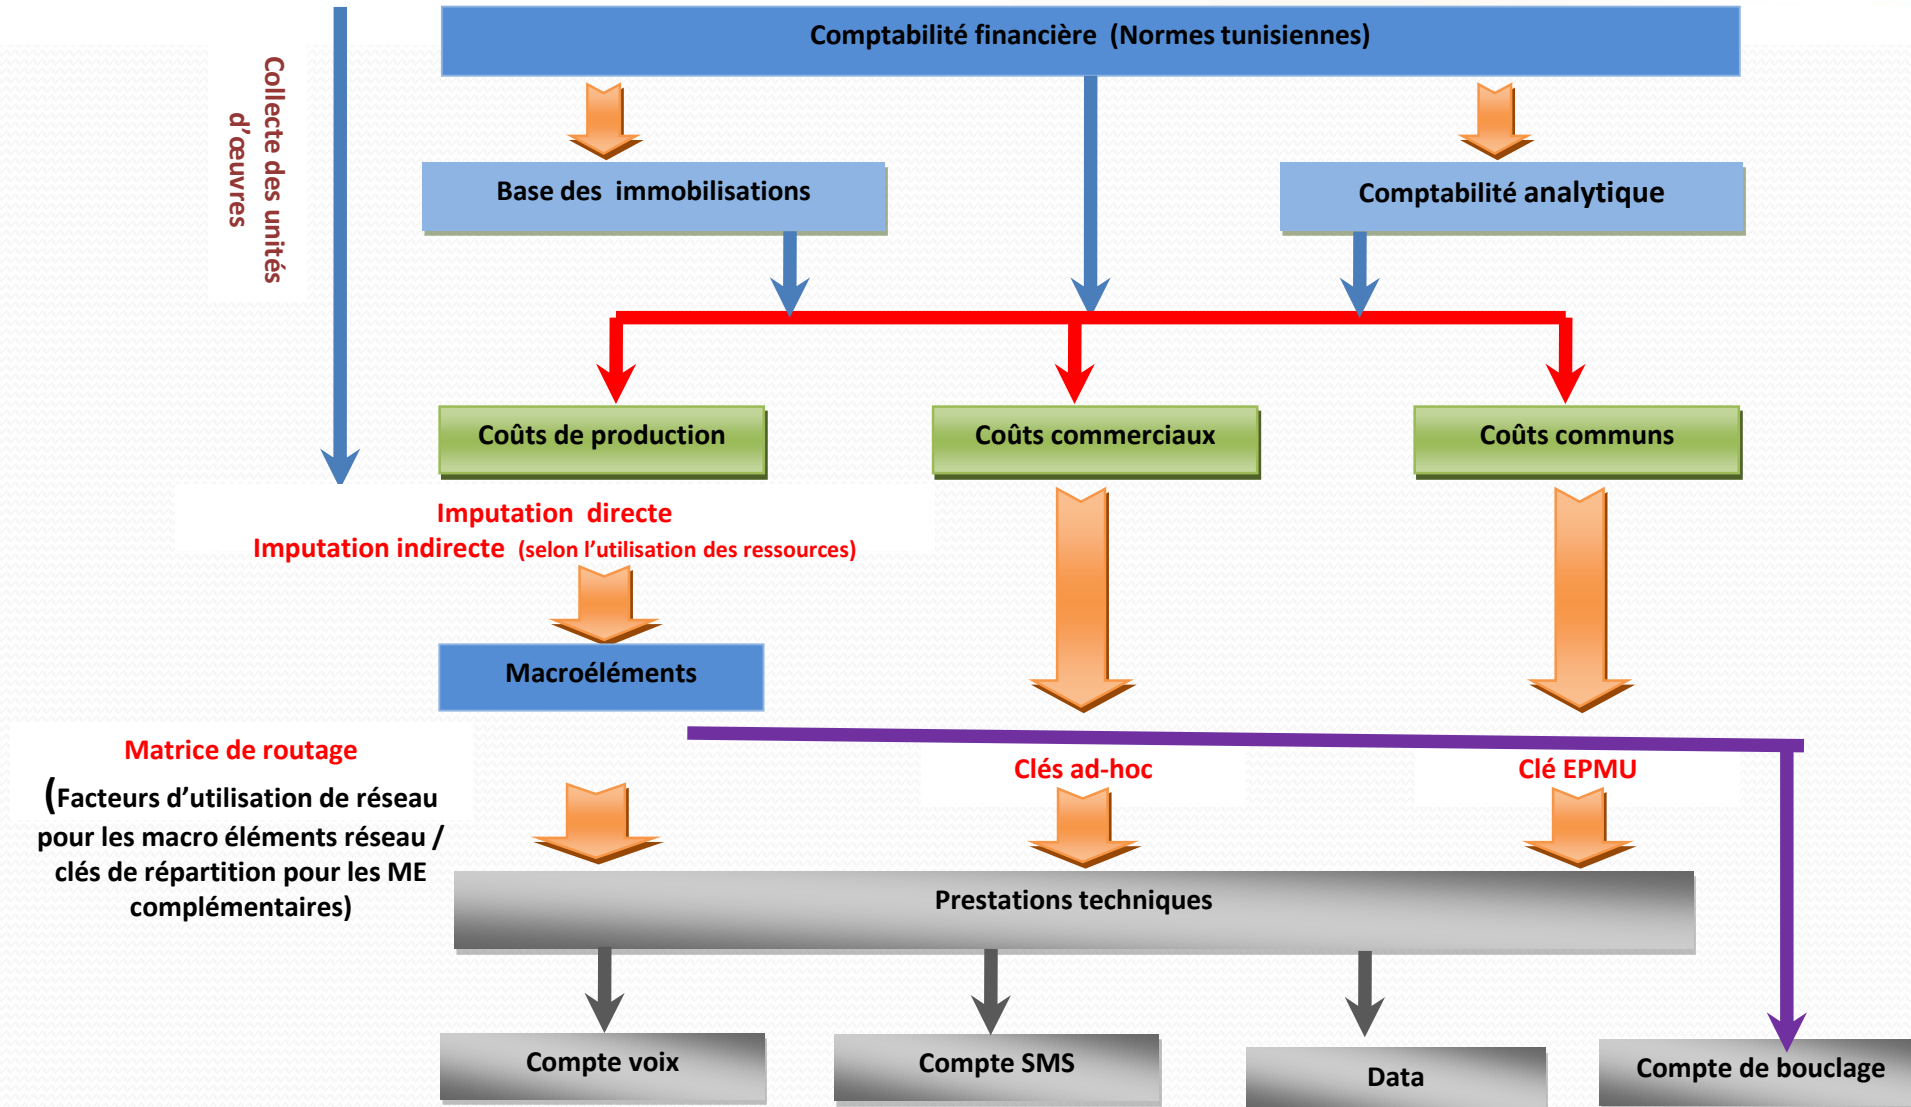 Comptabilité financière (Normes tunisiennes)
Collecte des unités
d'œuvres
Base des immobilisations
Comptabilité analytique
Coûts de production
Coûts commerciaux
Coûts communs
Imputation directe
Imputation indirecte (selon l'utilisation des ressources)
Macroéléments
Matrice de routage
(Facteurs d'utilisation de réseau
pour les macro éléments réseau /
clés de répartition pour les ME
complémentaires)
Clés ad-hoc
Clé EPMU
Prestations techniques
Compte voix
Compte SMS
Data
Compte de bouclage